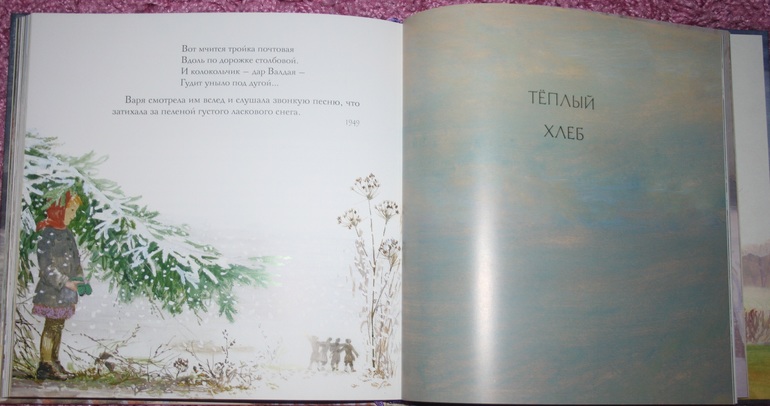 Вот мчится тройка почтовая
Вдоль по дорожке столбовой.
И колокольчик — дар Валдая —
Гудит уныло под дугой...
Варя смотрела им вслед и слушала звонкую песню, что
затихала за пеленой густого ласкового снега.
1949
ТЁПЛЫЙ
ХЛЕБ